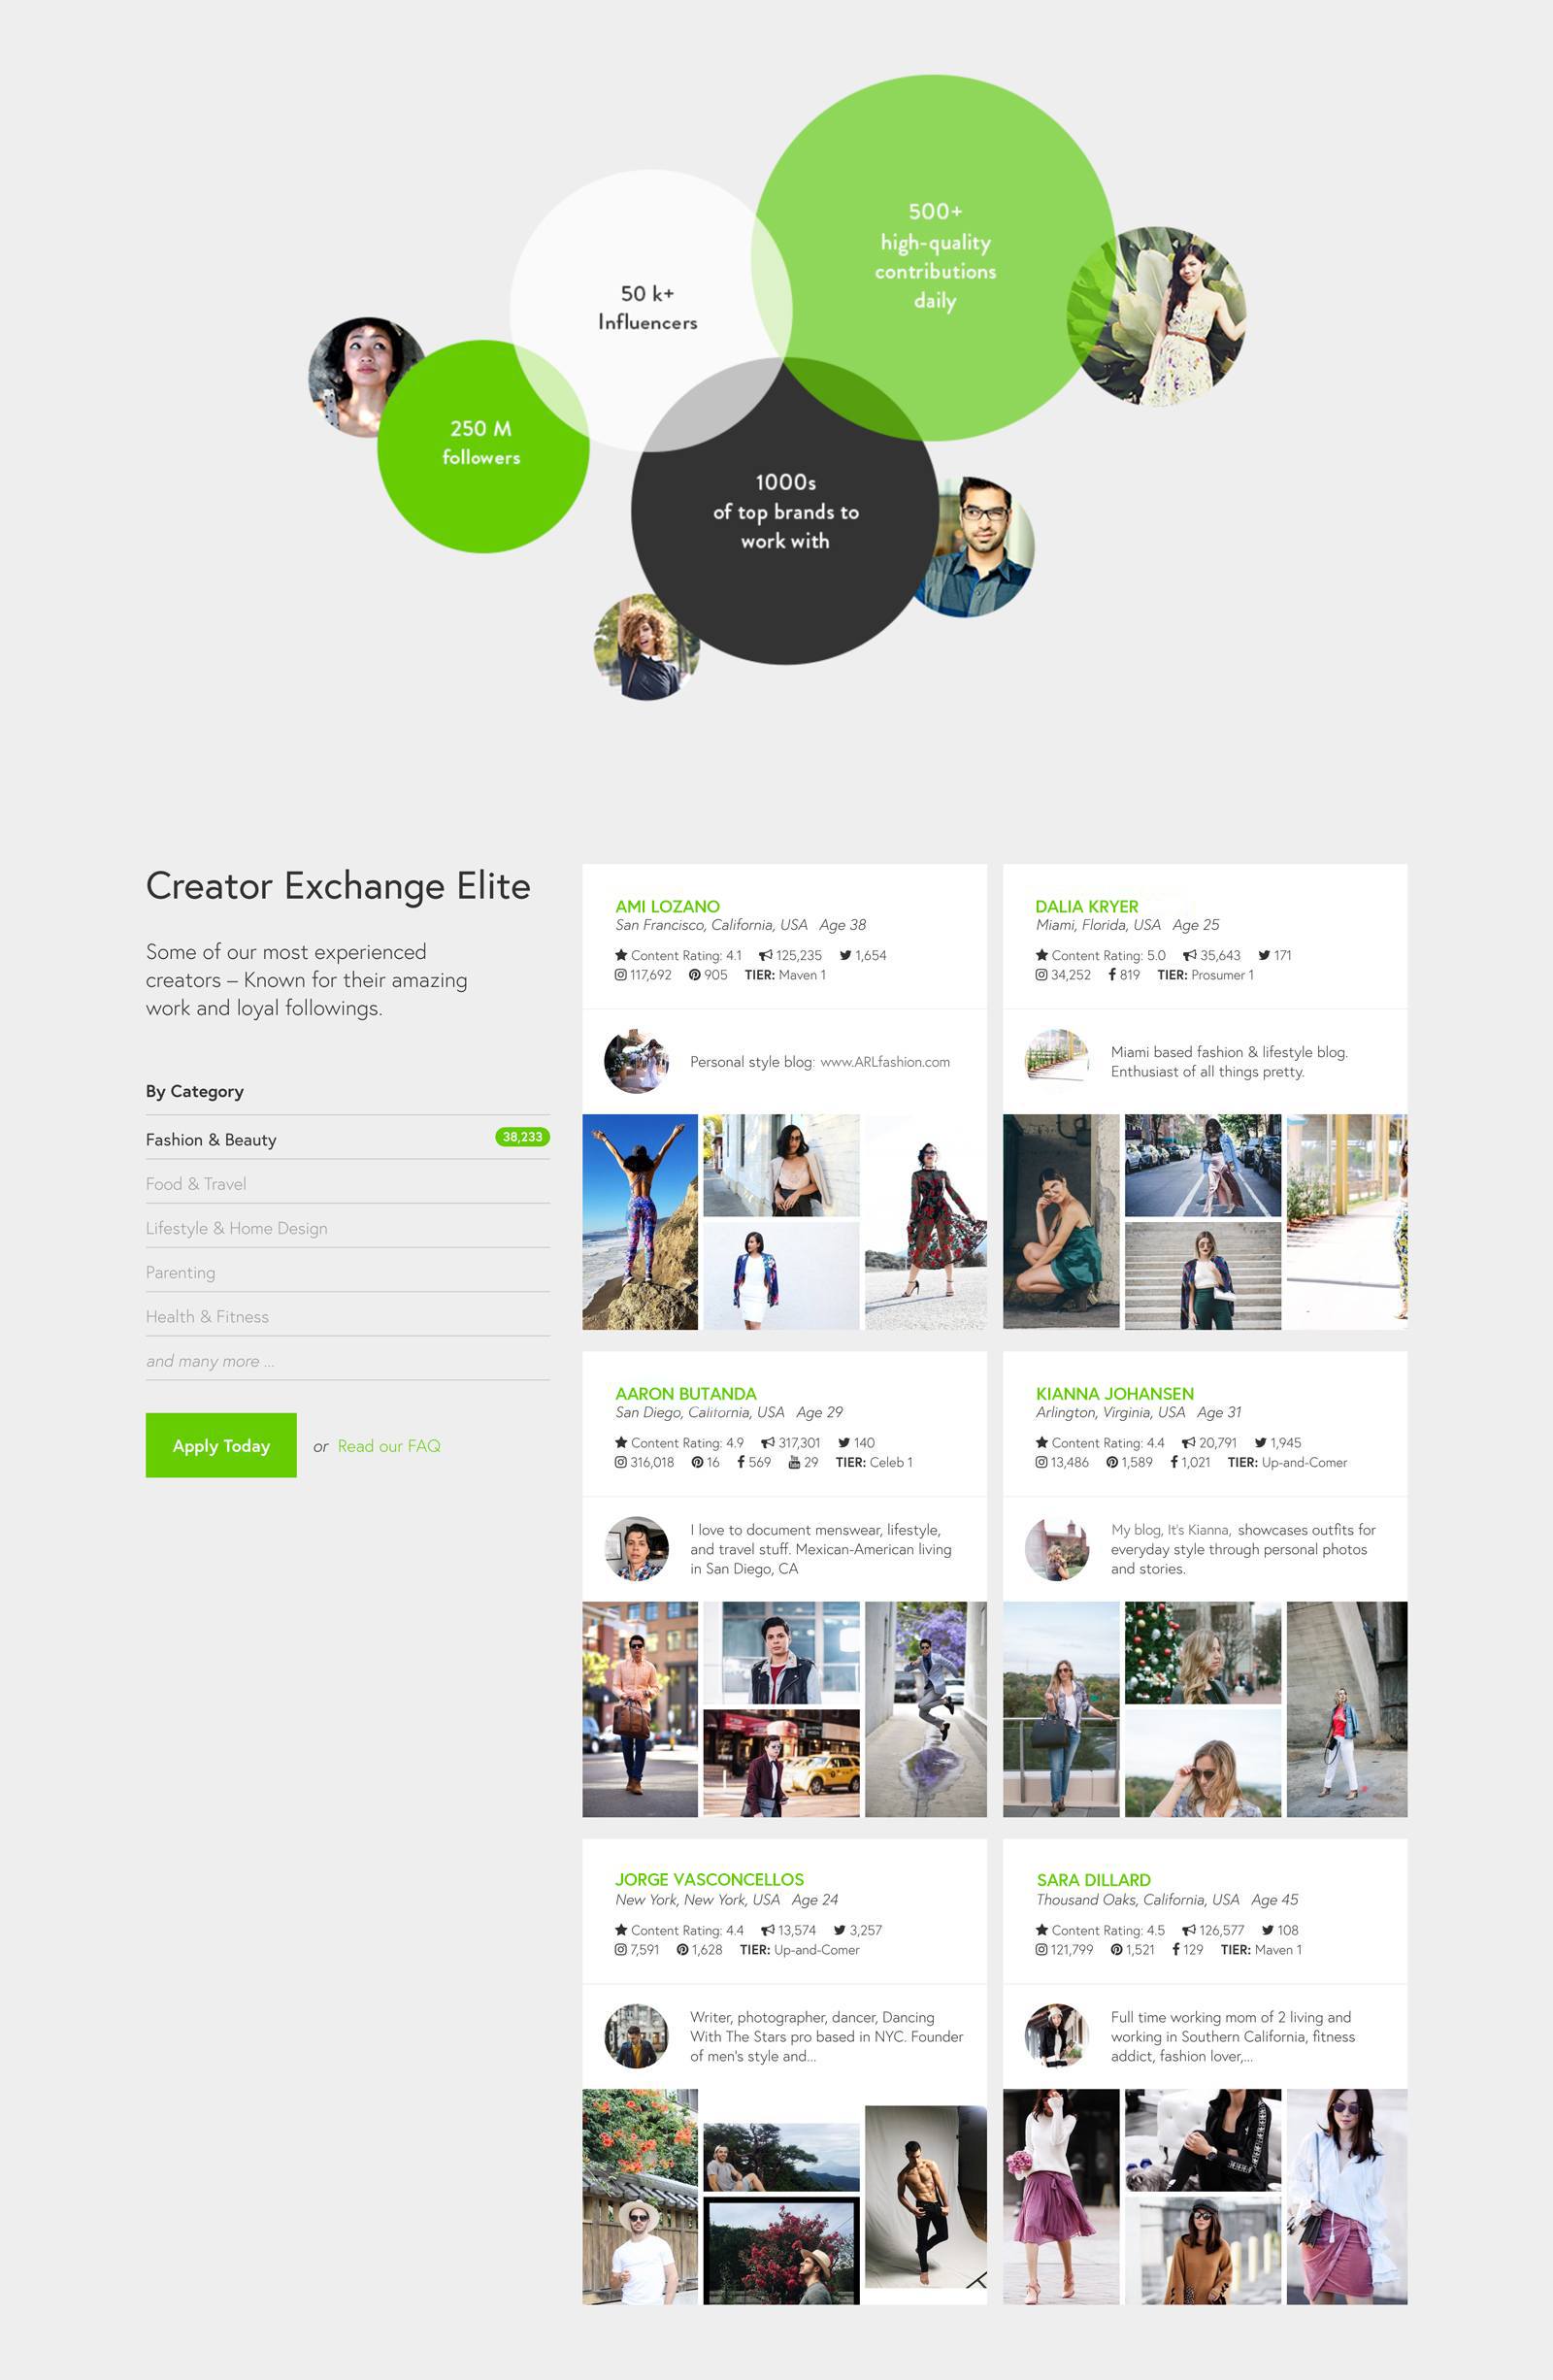 500+
high-quality
contributions
daily
50 k+
Influencers
250 M
followers
1000s
of top brands to
work with
Creator Exchange Elite
Some of our most experienced
creators – Known for their amazing
work and loyal followings.
By Category
Fashion & Beauty 38,233
Food & Travel
Lifestyle & Home Design
Parenting
Health & Fitness
and many more ...
Apply Today or Read our FAQ
AMI LOZANO
San Francisco, California, USA Age 38
Content Rating: 4.1 125,235 1,654
117,692 905 TIER: Maven 1
Personal style blog: www.ARLfashion.com
DALIA KRYER
Miami, Florida, USA Age 25
Content Rating: 5.0 35,643 171
34,252 819 TIER: Prosumer 1
Miami based fashion & lifestyle blog.
Enthusiast of all things pretty.
AARON BUTANDA
San Diego, California, USA Age 29
Content Rating: 4.9 317,301 140
316,018 16 569 29 TIER: Celeb 1
I love to document menswear, lifestyle,
and travel stuff. Mexican-American living
in San Diego, CA
KIANNA JOHANSEN
Arlington, Virginia, USA Age 31
Content Rating: 4.4 20,791 1,945
13,486 1,589 1,021 TIER: Up-and-Comer
My blog, It's Kianna, showcases outfits for
everyday style through personal photos
and stories.
JORGE VASCONCELLOS
New York, New York, USA Age 24
Content Rating: 4.4 13,574 3,257
7,591 1,628 TIER: Up-and-Comer
Writer, photographer, dancer, Dancing
With The Stars pro based in NYC. Founder
of men's style and...
SARA DILLARD
Thousand Oaks, California, USA Age 45
Content Rating: 4.5 126,577 108
121,799 1,521 129 TIER: Maven 1
Full time working mom of 2 living and
working in Southern California, fitness
addict, fashion lover,...